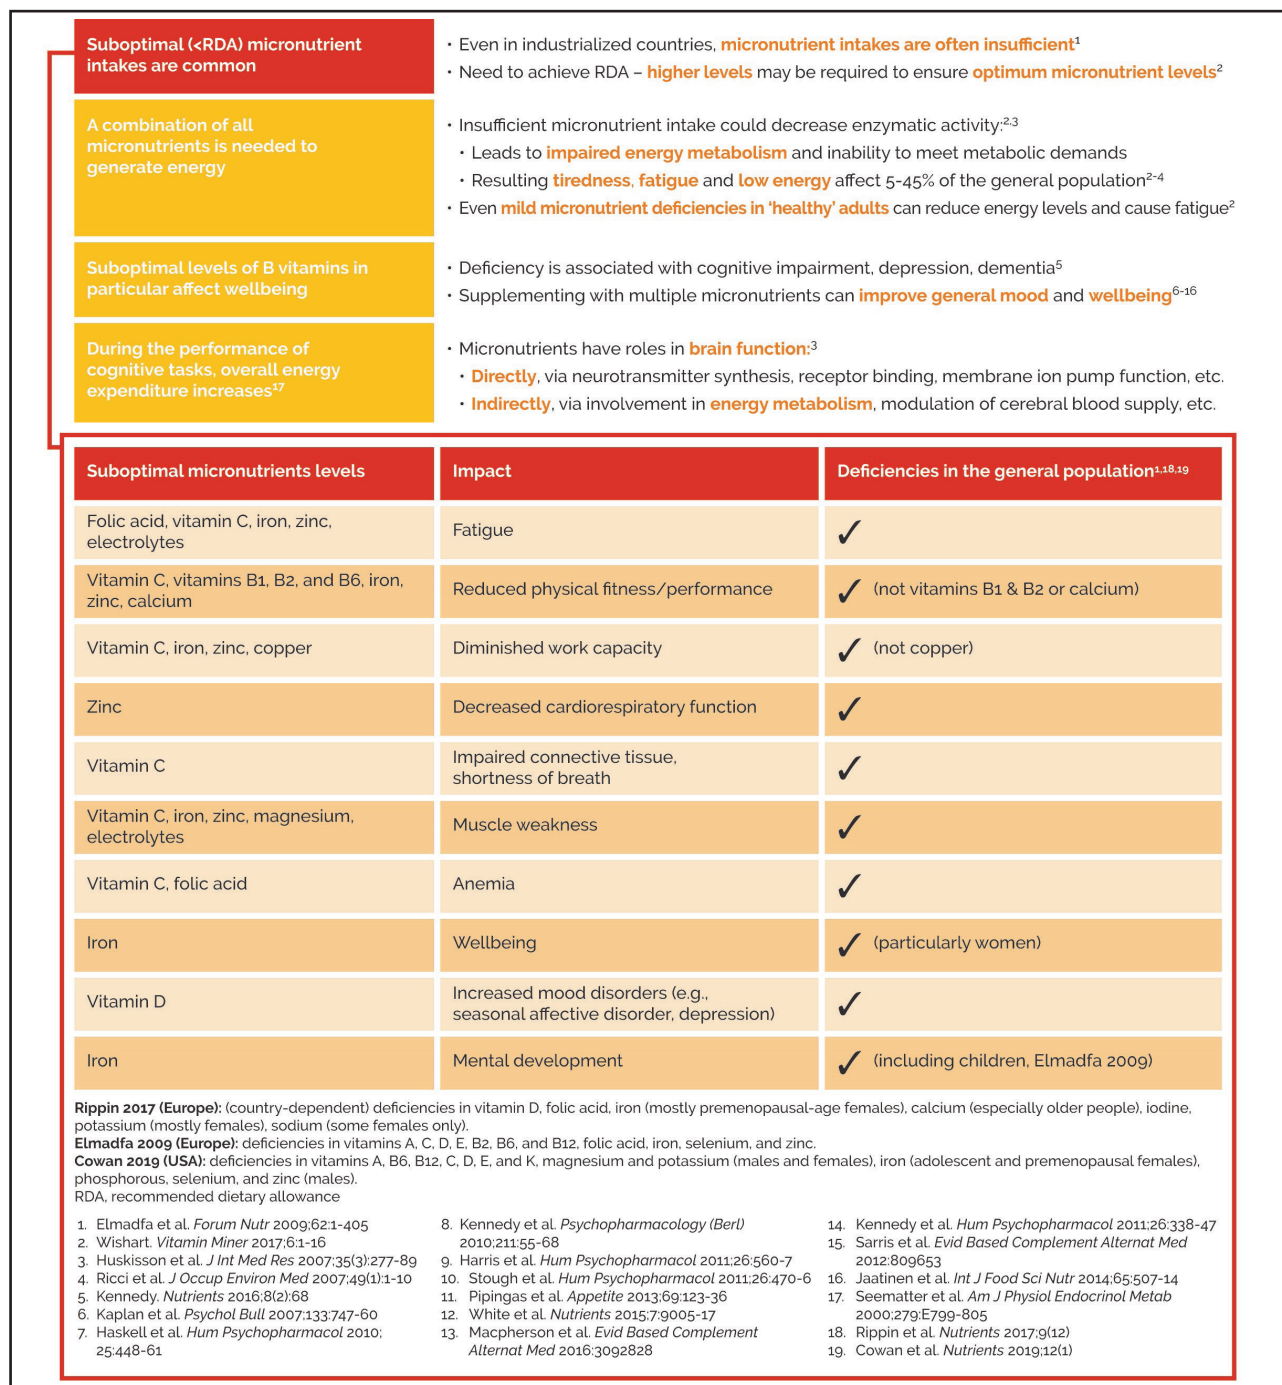 Suboptimal (<RDA) micronutrient
intakes are common
• Even in industrialized countries, micronutrient intakes are often insufficient¹
• Need to achieve RDA – higher levels may be required to ensure optimum micronutrient levels²
A combination of all
micronutrients is needed to
generate energy
• Insufficient micronutrient intake could decrease enzymatic activity:²,³
• Leads to impaired energy metabolism and inability to meet metabolic demands
• Resulting tiredness, fatigue and low energy affect 5-45% of the general population²-⁴
• Even mild micronutrient deficiencies in ‘healthy’ adults can reduce energy levels and cause fatigue²
Suboptimal levels of B vitamins in
particular affect wellbeing
• Deficiency is associated with cognitive impairment, depression, dementia⁵
• Supplementing with multiple micronutrients can improve general mood and wellbeing⁶-¹⁶
During the performance of
cognitive tasks, overall energy
expenditure increases¹⁷
• Micronutrients have roles in brain function:³
• Directly, via neurotransmitter synthesis, receptor binding, membrane ion pump function, etc.
• Indirectly, via involvement in energy metabolism, modulation of cerebral blood supply, etc.
Suboptimal micronutrients levels
Impact
Deficiencies in the general population¹,¹⁸,¹⁹
Folic acid, vitamin C, iron, zinc,
electrolytes
Fatigue
✓
Vitamin C, vitamins B1, B2, and B6, iron,
zinc, calcium
Reduced physical fitness/performance
✓ (not vitamins B1 & B2 or calcium)
Vitamin C, iron, zinc, copper
Diminished work capacity
✓ (not copper)
Zinc
Decreased cardiorespiratory function
✓
Vitamin C
Impaired connective tissue,
shortness of breath
✓
Vitamin C, iron, zinc, magnesium,
electrolytes
Muscle weakness
✓
Vitamin C, folic acid
Anemia
✓
Iron
Wellbeing
✓ (particularly women)
Vitamin D
Increased mood disorders (e.g.,
seasonal affective disorder, depression)
✓
Iron
Mental development
✓ (including children, Elmadfa 2009)
Rippin 2017 (Europe): (country-dependent) deficiencies in vitamin D, folic acid, iron (mostly premenopausal-age females), calcium (especially older people), iodine,
potassium (mostly females), sodium (some females only).
Elmadfa 2009 (Europe): deficiencies in vitamins A, C, D, E, B2, B6, and B12, folic acid, iron, selenium, and zinc.
Cowan 2019 (USA): deficiencies in vitamins A, B6, B12, C, D, E, and K, magnesium and potassium (males and females), iron (adolescent and premenopausal females),
phosphorous, selenium, and zinc (males).
RDA, recommended dietary allowance
1. Elmadfa et al. Forum Nutr 2009;62:1-405
2. Wishart. Vitamin Miner 2017;6:1-16
3. Huskisson et al. J Int Med Res 2007;35(3):277-89
4. Ricci et al. J Occup Environ Med 2007;49(1):1-10
5. Kennedy. Nutrients 2016;8(2):68
6. Kaplan et al. Psychol Bull 2007;133:747-60
7. Haskell et al. Hum Psychopharmacol 2010;
25:448-61
8. Kennedy et al. Psychopharmacology (Berl)
2010;211:55-68
9. Harris et al. Hum Psychopharmacol 2011;26:560-7
10. Stough et al. Hum Psychopharmacol 2011;26:470-6
11. Pipingas et al. Appetite 2013;69:123-36
12. White et al. Nutrients 2015;7:9005-17
13. Macpherson et al. Evid Based Complement
Alternat Med 2016:3092828
14. Kennedy et al. Hum Psychopharmacol 2011;26:338-47
15. Sarris et al. Evid Based Complement Alternat Med
2012:809653
16. Jaatinen et al. Int J Food Sci Nutr 2014;65:507-14
17. Seematter et al. Am J Physiol Endocrinol Metab
2000;279:E799-805
18. Rippin et al. Nutrients 2017;9(12)
19. Cowan et al. Nutrients 2019;12(1)